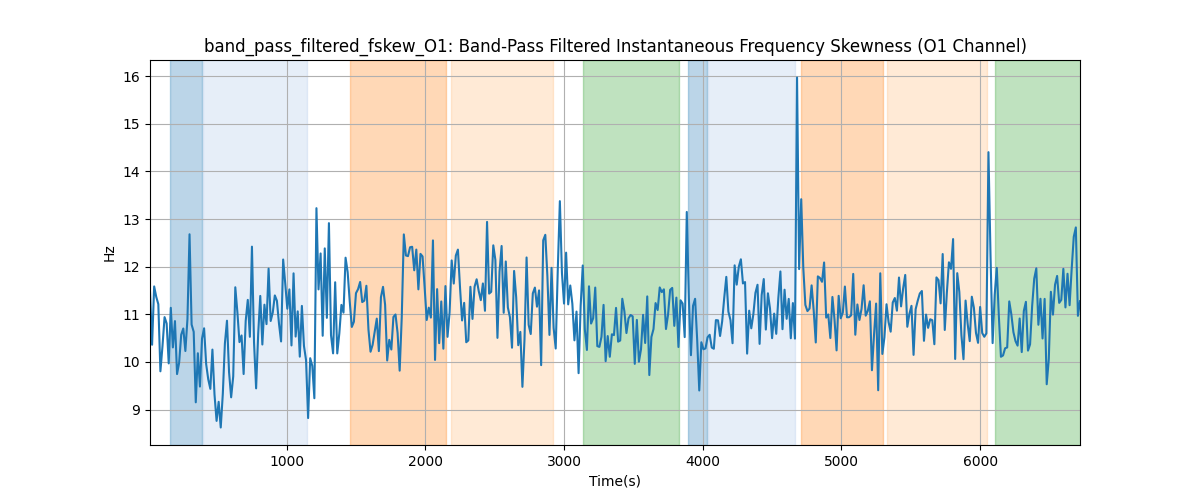 band_pass_filtered_fskew_O1: Band-Pass Filtered Instantaneous Frequency Skewness (O1 Channel)
16
15
14
13
12
11
10
9
Hz
1000 2000 3000 4000 5000 6000
Time(s)